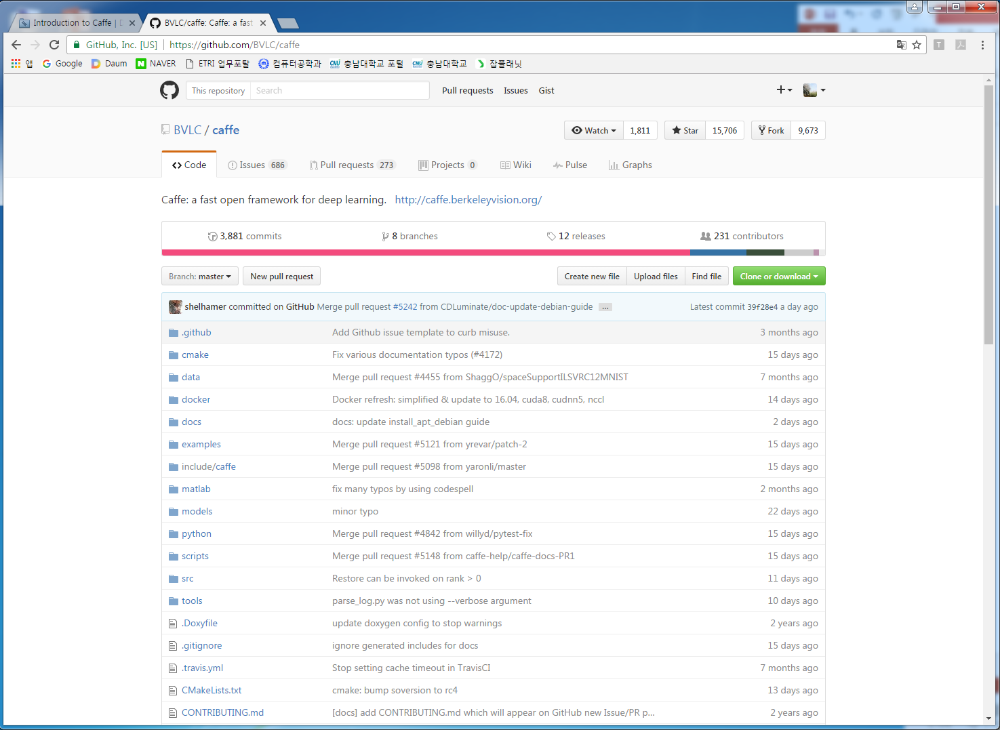 Introduction to Caffe |
BVLC/caffe: Caffe: a fast
GitHub, Inc. [US] https://github.com/BVLC/caffe
앱 Google Daum NAVER ETRI 업무포탈 컴퓨터공학과 충남대학교 포털 충남대학교 잡플래닛
This repository Search Pull requests Issues Gist
BVLC / caffe Watch 1,811 Star 15,706 Fork 9,673
Code Issues 686 Pull requests 273 Projects 0 Wiki Pulse Graphs
Caffe: a fast open framework for deep learning. http://caffe.berkeleyvision.org/
3,881 commits 8 branches 12 releases 231 contributors
Branch: master New pull request Create new file Upload files Find file Clone or download
shelhamer committed on GitHub Merge pull request #5242 from CDLuminate/doc-update-debian-guide ... Latest commit 39f28e4 a day ago
.github Add Github issue template to curb misuse. 3 months ago
cmake Fix various documentation typos (#4172) 15 days ago
data Merge pull request #4455 from ShaggO/spaceSupportILSVRC12MNIST 7 months ago
docker Docker refresh: simplified & update to 16.04, cuda8, cudnn5, nccl 14 days ago
docs docs: update install_apt_debian guide 2 days ago
examples Merge pull request #5121 from yrevar/patch-2 15 days ago
include/caffe Merge pull request #5098 from yaronli/master 15 days ago
matlab fix many typos by using codespell 2 months ago
models minor typo 22 days ago
python Merge pull request #4842 from willyd/pytest-fix 15 days ago
scripts Merge pull request #5148 from caffe-help/caffe-docs-PR1 15 days ago
src Restore can be invoked on rank > 0 11 days ago
tools parse_log.py was not using --verbose argument 10 days ago
.Doxyfile update doxygen config to stop warnings 2 years ago
.gitignore ignore generated includes for docs 15 days ago
.travis.yml Stop setting cache timeout in TravisCI 7 months ago
CMakeLists.txt cmake: bump soversion to rc4 13 days ago
CONTRIBUTING.md [docs] add CONTRIBUTING.md which will appear on GitHub new Issue/PR p... 2 years ago